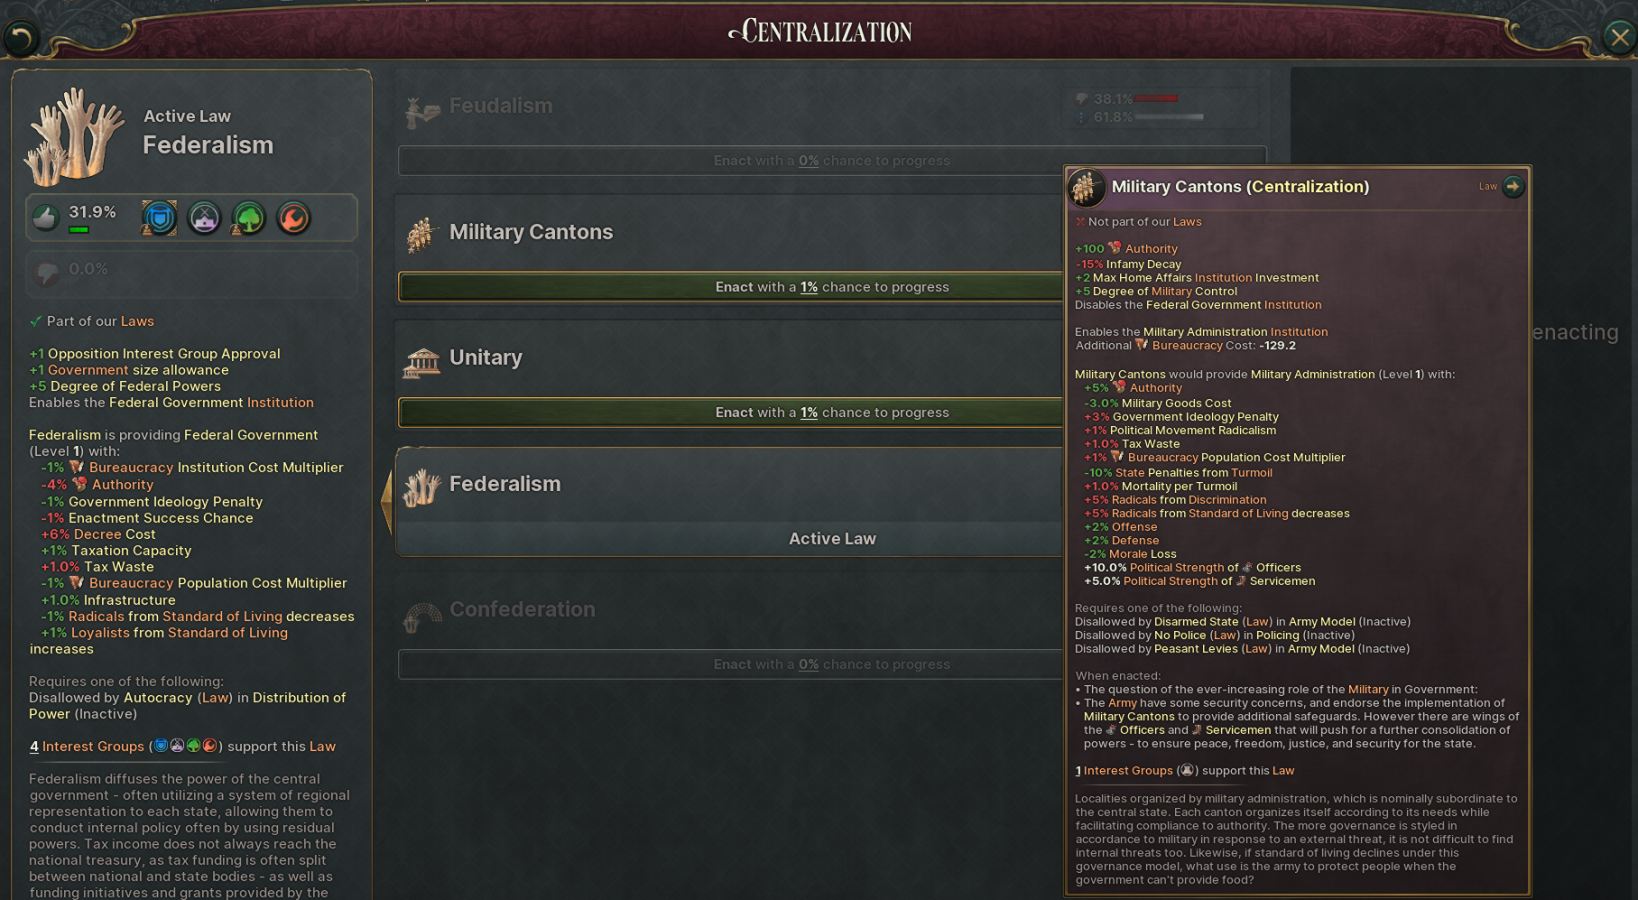 CENTRALIZATION
Active Law
Federalism
31.9%
0.0%
Part of our Laws
+1 Opposition Interest Group Approval
+1 Government size allowance
+5 Degree of Federal Powers
Enables the Federal Government Institution
Federalism is providing Federal Government
(Level 1) with:
-1% Bureaucracy Institution Cost Multiplier
-4% Authority
-1% Government Ideology Penalty
-1% Enactment Success Chance
+6% Decree Cost
+1% Taxation Capacity
+1.0% Tax Waste
-1% Bureaucracy Population Cost Multiplier
+1.0% Infrastructure
-1% Radicals from Standard of Living decreases
+1% Loyalists from Standard of Living
increases
Requires one of the following:
Disallowed by Autocracy (Law) in Distribution of
Power (Inactive)
4 Interest Groups () support this Law
Federalism diffuses the power of the central
government - often utilizing a system of regional
representation to each state, allowing them to
conduct internal policy often by using residual
powers. Tax income does not always reach the
national treasury, as tax funding is often split
between national and state bodies - as well as
funding initiatives and grants provided by the
Feudalism
38.1%
61.8%
Enact with a 0% chance to progress
Military Cantons
Enact with a 1% chance to progress
Unitary
Enact with a 1% chance to progress
Federalism
Active Law
Confederation
Enact with a 0% chance to progress
enacting
Military Cantons (Centralization)
Law
Not part of our Laws
+100 Authority
-15% Infamy Decay
+2 Max Home Affairs Institution Investment
+5 Degree of Military Control
Disables the Federal Government Institution
Enables the Military Administration Institution
Additional Bureaucracy Cost: -129.2
Military Cantons would provide Military Administration (Level 1) with:
+5% Authority
-3.0% Military Goods Cost
+3% Government Ideology Penalty
+1% Political Movement Radicalism
+1.0% Tax Waste
+1% Bureaucracy Population Cost Multiplier
-10% State Penalties from Turmoil
+1.0% Mortality per Turmoil
+5% Radicals from Discrimination
+5% Radicals from Standard of Living decreases
+2% Offense
+2% Defense
-2% Morale Loss
+10.0% Political Strength of Officers
+5.0% Political Strength of Servicemen
Requires one of the following:
Disallowed by Disarmed State (Law) in Army Model (Inactive)
Disallowed by No Police (Law) in Policing (Inactive)
Disallowed by Peasant Levies (Law) in Army Model (Inactive)
When enacted:
• The question of the ever-increasing role of the Military in Government:
• The Army have some security concerns, and endorse the implementation of
Military Cantons to provide additional safeguards. However there are wings of
the Officers and Servicemen that will push for a further consolidation of
powers - to ensure peace, freedom, justice, and security for the state.
1 Interest Groups () support this Law
Localities organized by military administration, which is nominally subordinate to
the central state. Each canton organizes itself according to its needs while
facilitating compliance to authority. The more governance is styled in
accordance to military in response to an external threat, it is not difficult to find
internal threats too. Likewise, if standard of living declines under this
governance model, what use is the army to protect people when the
government can't provide food?